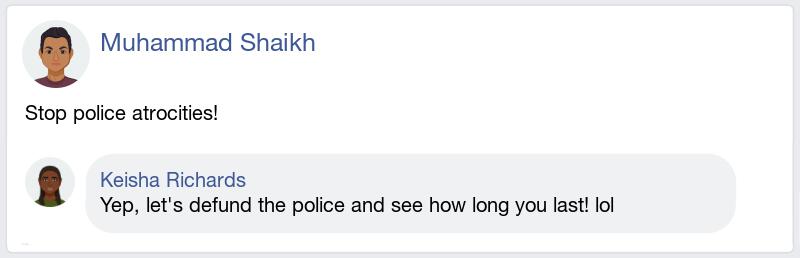 Muhammad Shaikh
Stop police atrocities!
Keisha Richards
Yep, let's defund the police and see how long you last! lol